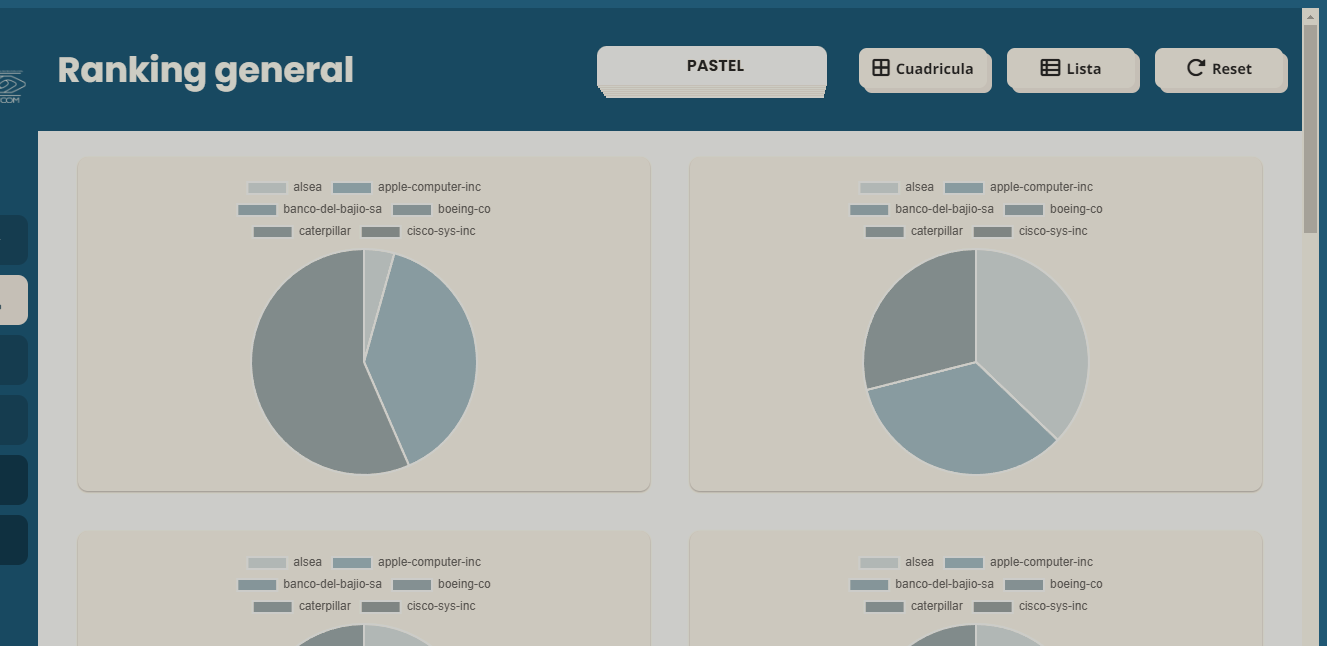 Ranking general
PASTEL
Cuadricula
Lista
Reset
COM
alsea apple-computer-inc
banco-del-bajio-sa boeing-co
caterpillar cisco-sys-inc
alsea apple-computer-inc
banco-del-bajio-sa boeing-co
caterpillar cisco-sys-inc
alsea apple-computer-inc
banco-del-bajio-sa boeing-co
caterpillar cisco-sys-inc
alsea apple-computer-inc
banco-del-bajio-sa boeing-co
caterpillar cisco-sys-inc